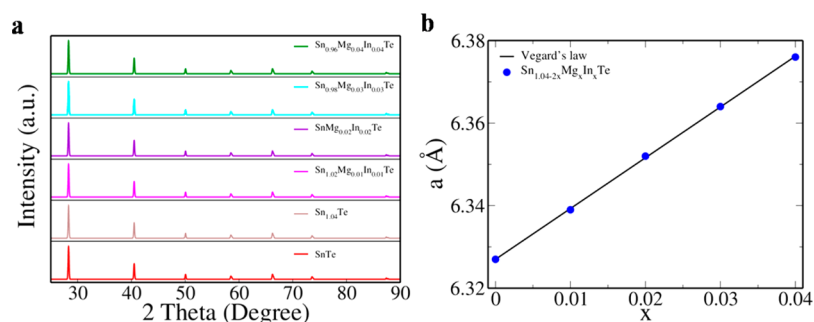 a
Sn0.96Mg0.04In0.04Te
Sn0.98Mg0.03In0.03Te
SnMg0.02In0.02Te
Sn1.02Mg0.01In0.01Te
Sn1.04Te
SnTe
Intensity (a.u.)
30 40 50 60 70 80 90
2 Theta (Degree)
b
6.38
6.36
6.34
6.32
a (Å)
Vegard's law
Sn1.04-2xMgxInxTe
0 0.01 0.02 0.03 0.04
x